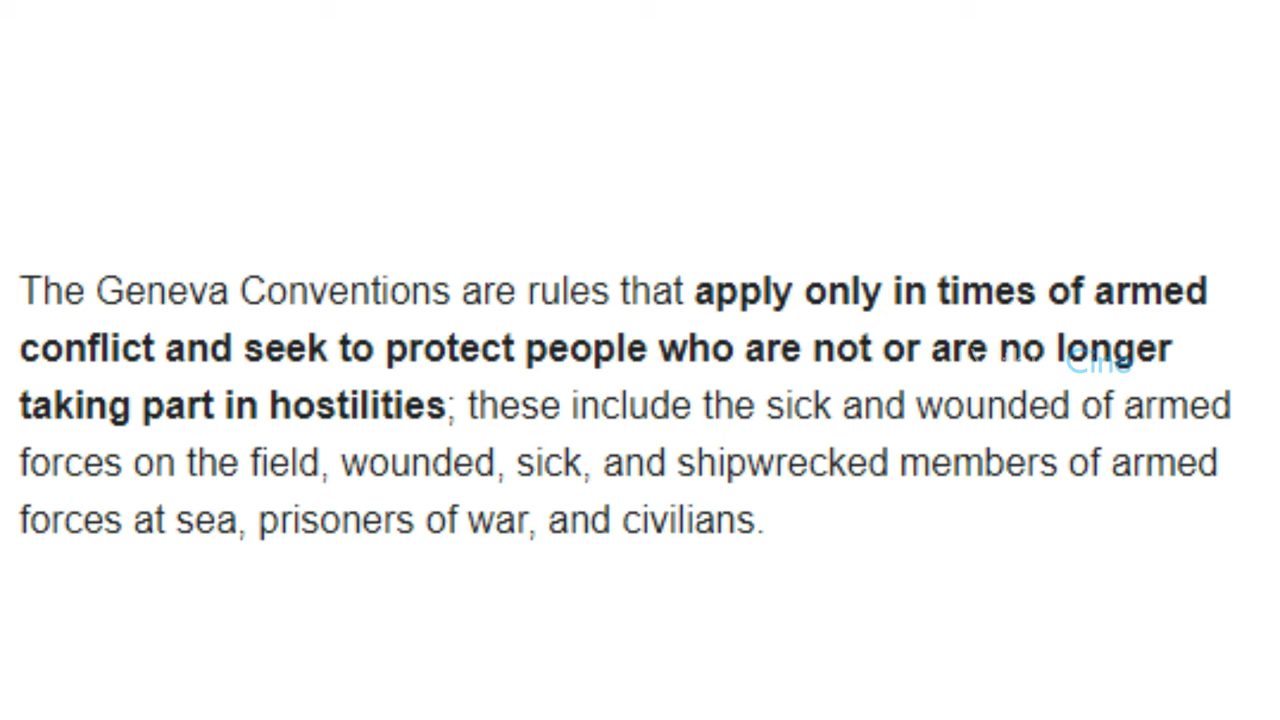 The Geneva Conventions are rules that apply only in times of armed
conflict and seek to protect people who are not or are no longer
taking part in hostilities; these include the sick and wounded of armed
forces on the field, wounded, sick, and shipwrecked members of armed
forces at sea, prisoners of war, and civilians.